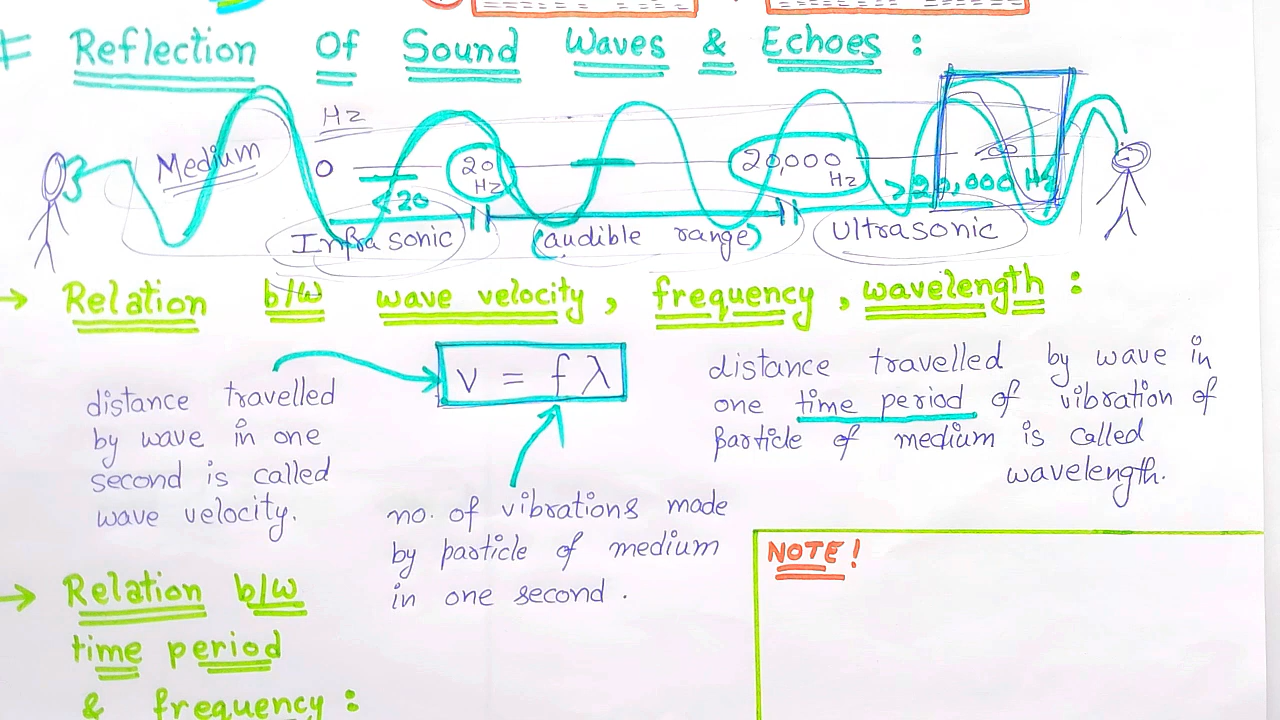 Reflection Of Sound Waves & Echoes :
Hz
Medium
0
20
Hz
20,000
Hz
>20,000 Hz
<20
Infrasonic
(audible range)
Ultrasonic
→ Relation b/w wave velocity, frequency, wavelength :
v = f λ
distance travelled
by wave in one
second is called
wave velocity.
no. of vibrations made
by particle of medium
in one second.
distance travelled by wave in
one time period of vibration of
particle of medium is called
wavelength.
NOTE!
→ Relation b/w
time period
& frequency :